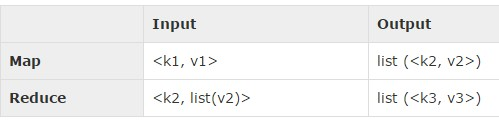 Input Output
Map <k1, v1> list (<k2, v2>)
Reduce <k2, list(v2)> list (<k3, v3>)